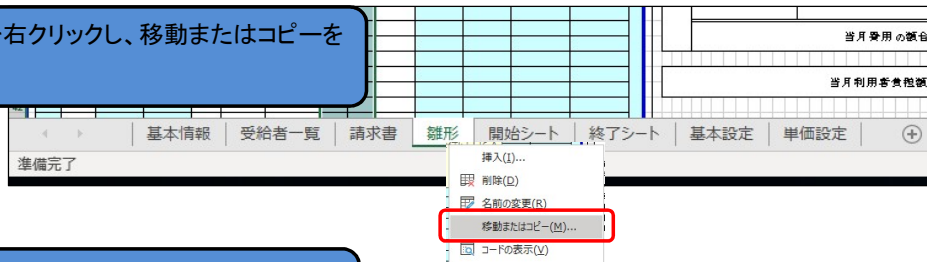 右クリックし、移動またはコピーを
当月費用の額合
当月利用者負担額
基本情報 受給者一覧 請求書 雛形 開始シート 終了シート 基本設定 単価設定
準備完了
挿入(I)...
削除(D)
名前の変更(R)
移動またはコピー(M)...
コードの表示(V)